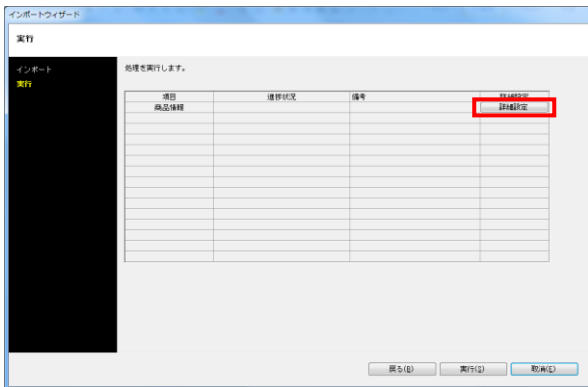 インポートウィザード
実行
インポート
実行
処理を実行します。
項目 進捗状況 備考 詳細設定
商品情報 詳細設定
戻る(B) 実行(S) 取消(E)